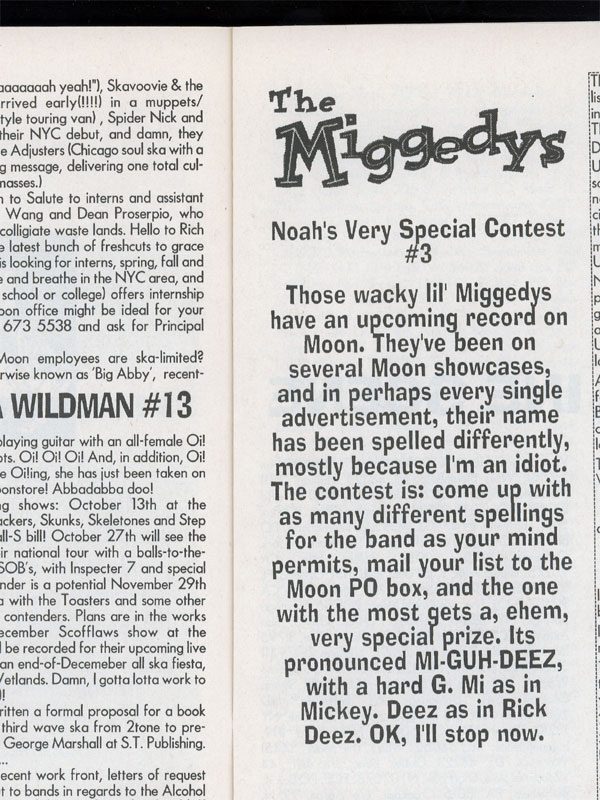 aaaaaaah yeah!"), Skavoovie & the
rrived early(!!!!) in a muppets/
tyle touring van) , Spider Nick and
their NYC debut, and damn, they
e Adjusters (Chicago soul ska with a
g message, delivering one total cul-
masses.)
n to Salute to interns and assistant
Wang and Dean Proserpio, who
colligiate waste lands. Hello to Rich
e latest bunch of freshcuts to grace
is looking for interns, spring, fall and
e and breathe in the NYC area, and
school or college) offers internship
oon office might be ideal for your
673 5538 and ask for Principal
Moon employees are ska-limited?
rwise known as 'Big Abby', recent-
A WILDMAN #13
playing guitar with an all-female Oi!
ots. Oi! Oi! Oi! And, in addition, Oi!
e Oi!ing, she has just been taken on
oonstore! Abbadabba doo!
ng shows: October 13th at the
ackers, Skunks, Skeletones and Step
all-S bill! October 27th will see the
ir national tour with a balls-to-the-
SOB's, with Inspecter 7 and special
nder is a potential November 29th
a with the Toasters and some other
contenders. Plans are in the works
ecember Scofflaws show at the
l be recorded for their upcoming live
an end-of-Decemeber all ska fiesta,
Wetlands. Damn, I gotta lotta work to
)!
ritten a formal proposal for a book
third wave ska from 2tone to pre-
George Marshall at S.T. Publishing.
...
ecent work front, letters of request
t to bands in regards to the Alcohol
The
Miggedys
Noah's Very Special Contest
#3
Those wacky lil' Miggedys
have an upcoming record on
Moon. They've been on
several Moon showcases,
and in perhaps every single
advertisement, their name
has been spelled differently,
mostly because I'm an idiot.
The contest is: come up with
as many different spellings
for the band as your mind
permits, mail your list to the
Moon PO box, and the one
with the most gets a, ehem,
very special prize. Its
pronounced MI-GUH-DEEZ,
with a hard G. Mi as in
Mickey. Deez as in Rick
Deez. OK, I'll stop now.